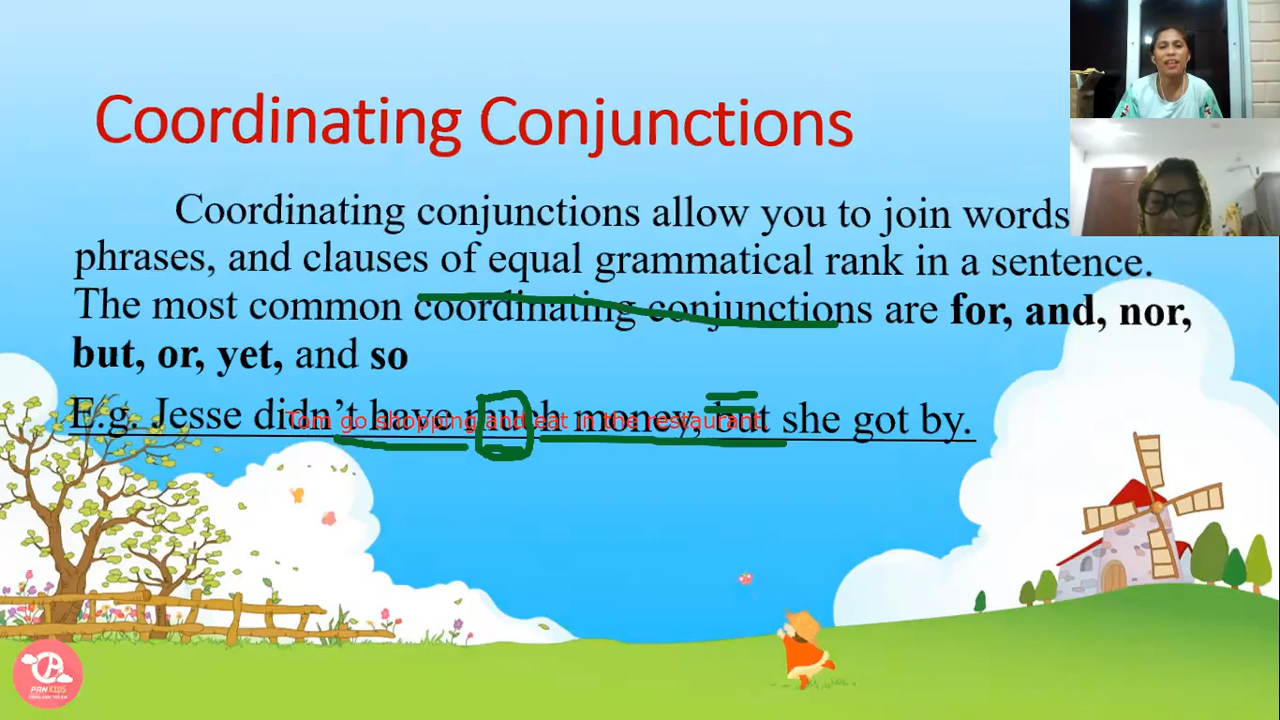 Coordinating Conjunctions
Coordinating conjunctions allow you to join words
phrases, and clauses of equal grammatical rank in a sentence.
The most common coordinating conjunctions are for, and, nor,
but, or, yet, and so
E.g. Jesse didn't have much money, but she got by.
Tom go shopping and eat in the restaurant.
PAN KIDS